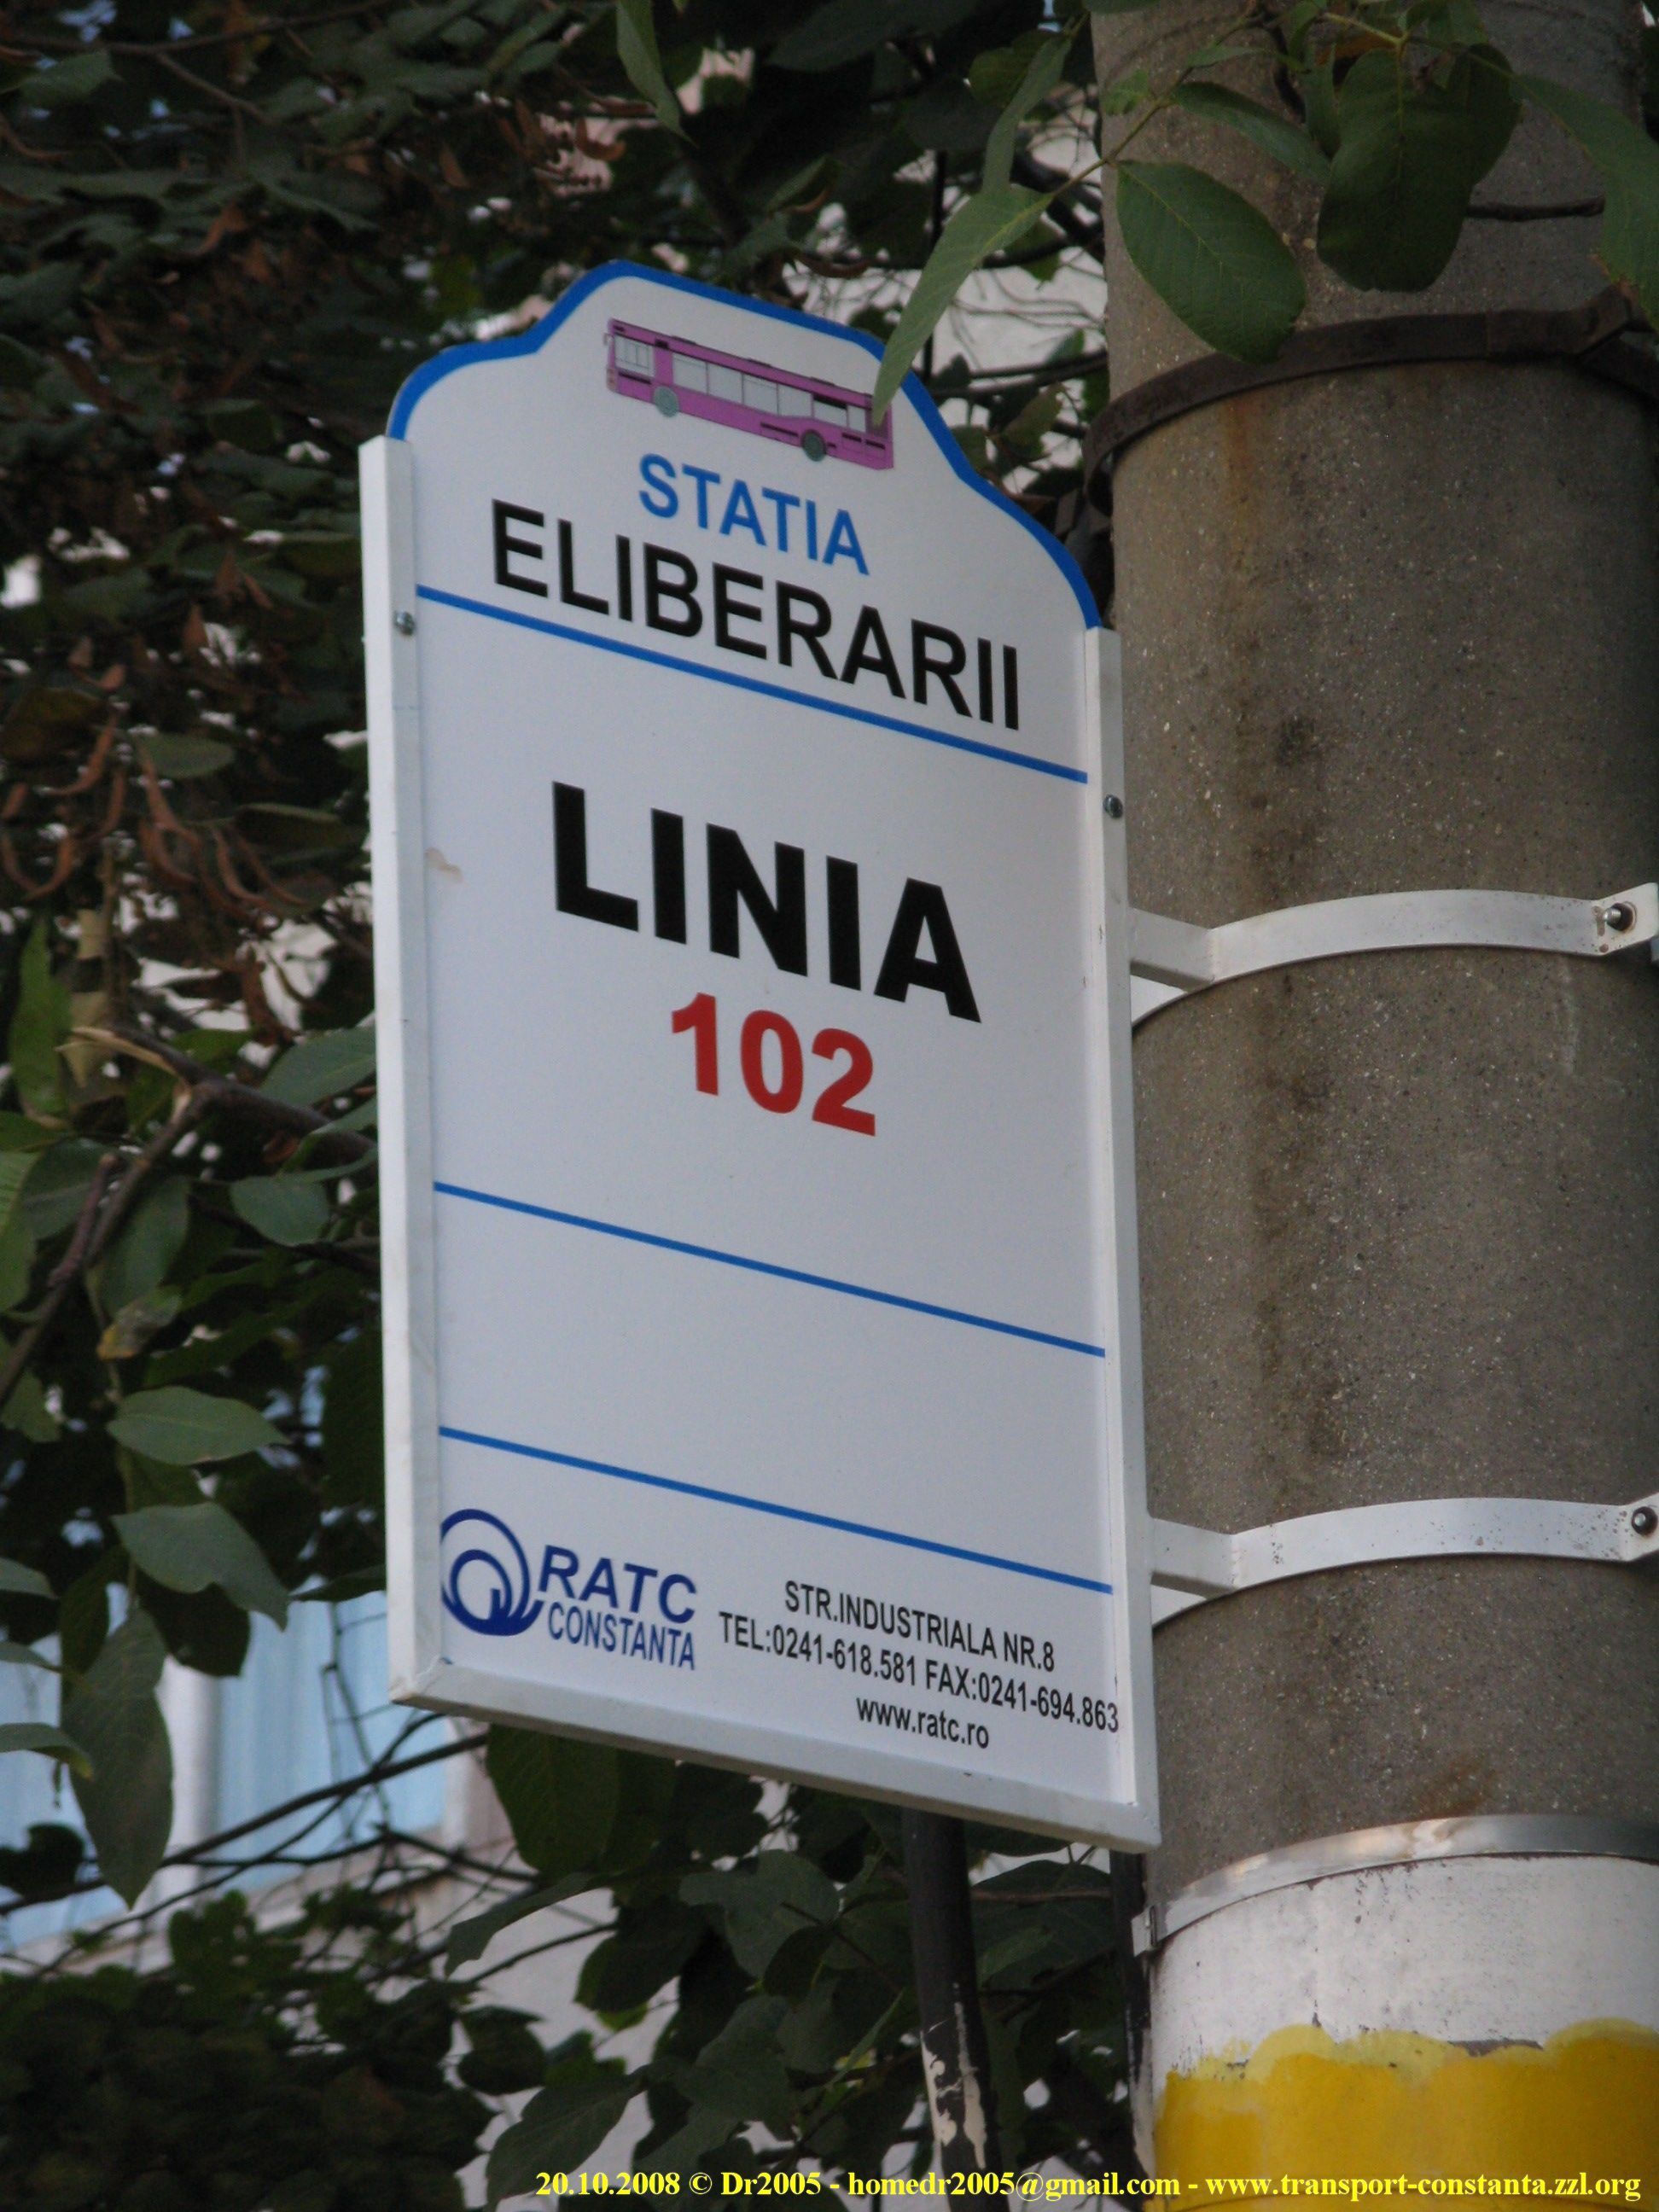 STATIA
ELIBERARII
LINIA
102
RATC
CONSTANTA
STR.INDUSTRIALA NR.8
TEL:0241-618.581 FAX:0241-694.863
www.ratc.ro
20.10.2008 © Dr2005 - homedr2005@gmail.com - www.transport-constanta.zzl.org